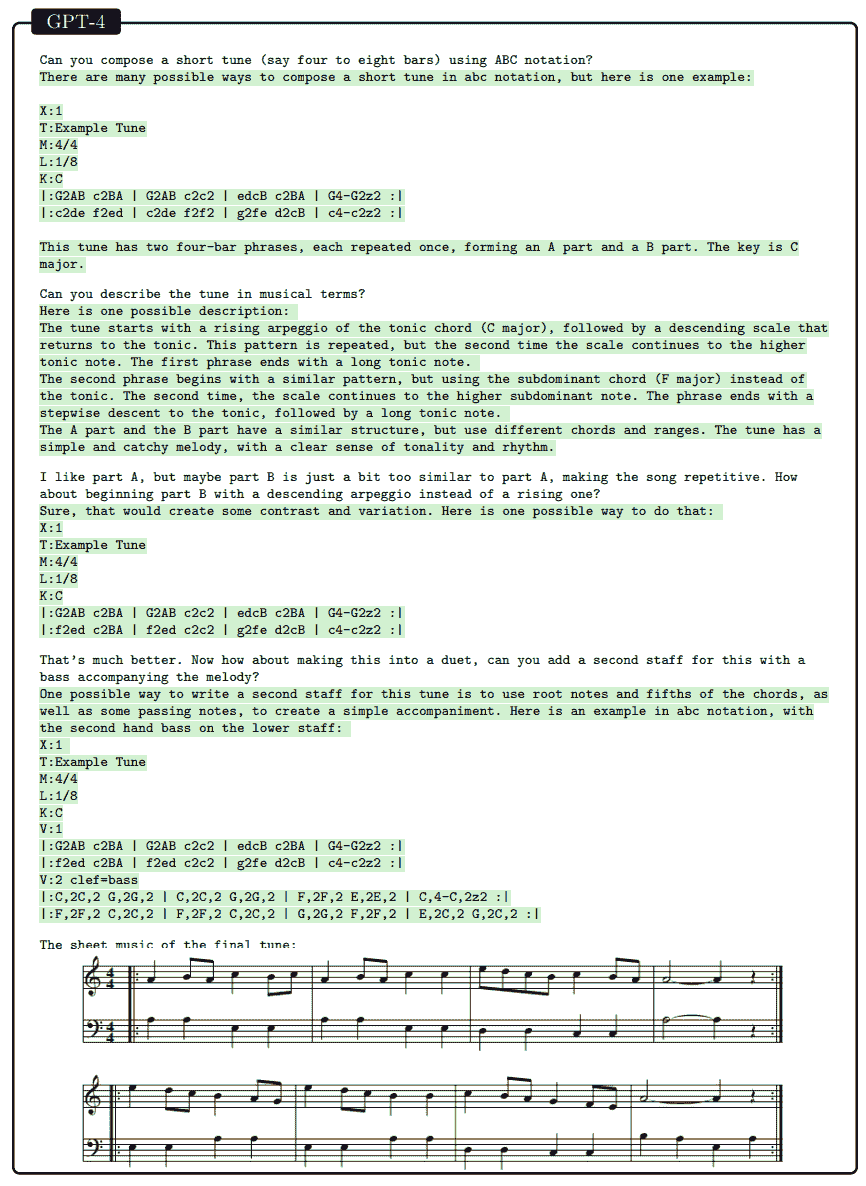 GPT-4
Can you compose a short tune (say four to eight bars) using ABC notation?
There are many possible ways to compose a short tune in abc notation, but here is one example:
X:1
T:Example Tune
M:4/4
L:1/8
K:C
|:G2AB c2BA | G2AB c2c2 | edcB c2BA | G4-G2z2 :|
|:c2de f2ed | c2de f2f2 | g2fe d2cB | c4-c2z2 :|
This tune has two four-bar phrases, each repeated once, forming an A part and a B part. The key is C
major.
Can you describe the tune in musical terms?
Here is one possible description:
The tune starts with a rising arpeggio of the tonic chord (C major), followed by a descending scale that
returns to the tonic. This pattern is repeated, but the second time the scale continues to the higher
tonic note. The first phrase ends with a long tonic note.
The second phrase begins with a similar pattern, but using the subdominant chord (F major) instead of
the tonic. The second time, the scale continues to the higher subdominant note. The phrase ends with a
stepwise descent to the tonic, followed by a long tonic note.
The A part and the B part have a similar structure, but use different chords and ranges. The tune has a
simple and catchy melody, with a clear sense of tonality and rhythm.
I like part A, but maybe part B is just a bit too similar to part A, making the song repetitive. How
about beginning part B with a descending arpeggio instead of a rising one?
Sure, that would create some contrast and variation. Here is one possible way to do that:
X:1
T:Example Tune
M:4/4
L:1/8
K:C
|:G2AB c2BA | G2AB c2c2 | edcB c2BA | G4-G2z2 :|
|:f2ed c2BA | f2ed c2c2 | g2fe d2cB | c4-c2z2 :|
That's much better. Now how about making this into a duet, can you add a second staff for this with a
bass accompanying the melody?
One possible way to write a second staff for this tune is to use root notes and fifths of the chords, as
well as some passing notes, to create a simple accompaniment. Here is an example in abc notation, with
the second hand bass on the lower staff:
X:1
T:Example Tune
M:4/4
L:1/8
K:C
V:1
|:G2AB c2BA | G2AB c2c2 | edcB c2BA | G4-G2z2 :|
|:f2ed c2BA | f2ed c2c2 | g2fe d2cB | c4-c2z2 :|
V:2 clef=bass
|:C,2C,2 G,2G,2 | C,2C,2 G,2G,2 | F,2F,2 E,2E,2 | C,4-C,2z2 :|
|:F,2F,2 C,2C,2 | F,2F,2 C,2C,2 | G,2G,2 F,2F,2 | E,2C,2 G,2C,2 :|
The sheet music of the final tune: